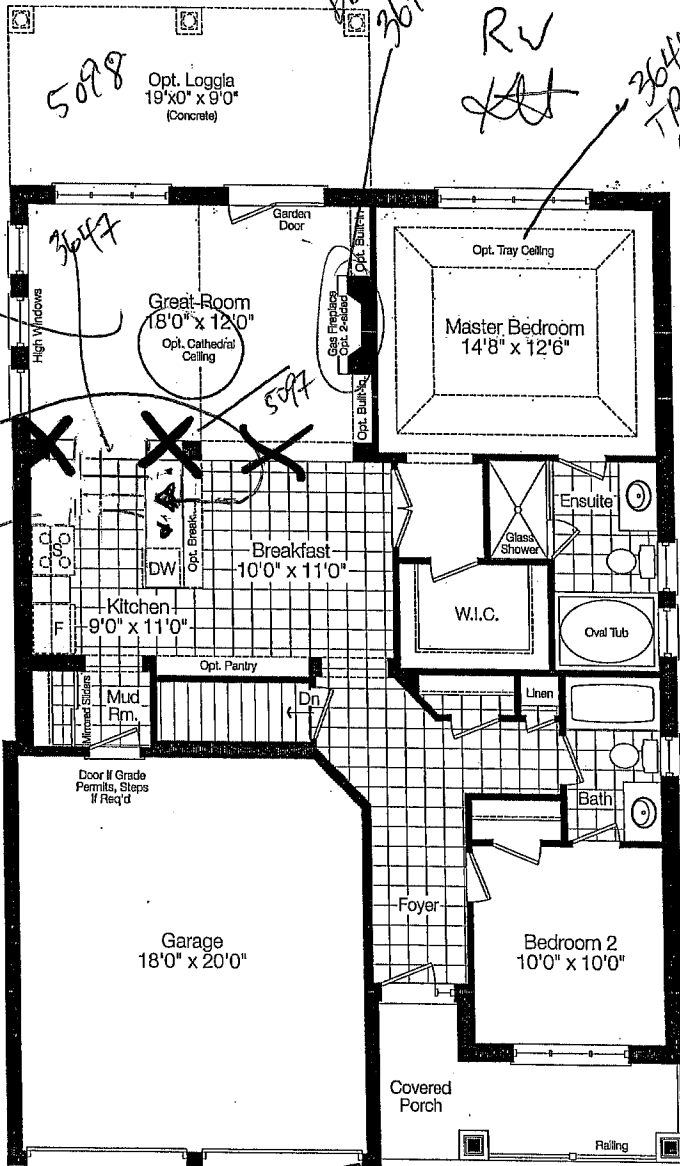 RW
5098
Opt. Loggia
19'x0" x 9'0"
(Concrete)
Garden
Door
3647
High Windows
Great Room
18'0" x 12'0"
Opt. Cathedral
Ceiling
Gas Fireplace
Opt. 2-sided
Opt. Built-in
Opt. Built-in
Opt. Tray Ceiling
Master Bedroom
14'8" x 12'6"
5097
S
DW
Opt. Break.
Breakfast
10'0" x 11'0"
F
Kitchen
9'0" x 11'0"
Glass
Shower
Ensuite
W.I.C.
Oval Tub
Opt. Pantry
Mirrored Sliders
Mud
Rm.
Dn
Linen
Bath
Door If Grade
Permits, Steps
If Req'd
Foyer
Garage
18'0" x 20'0"
Bedroom 2
10'0" x 10'0"
Covered
Porch
Railing